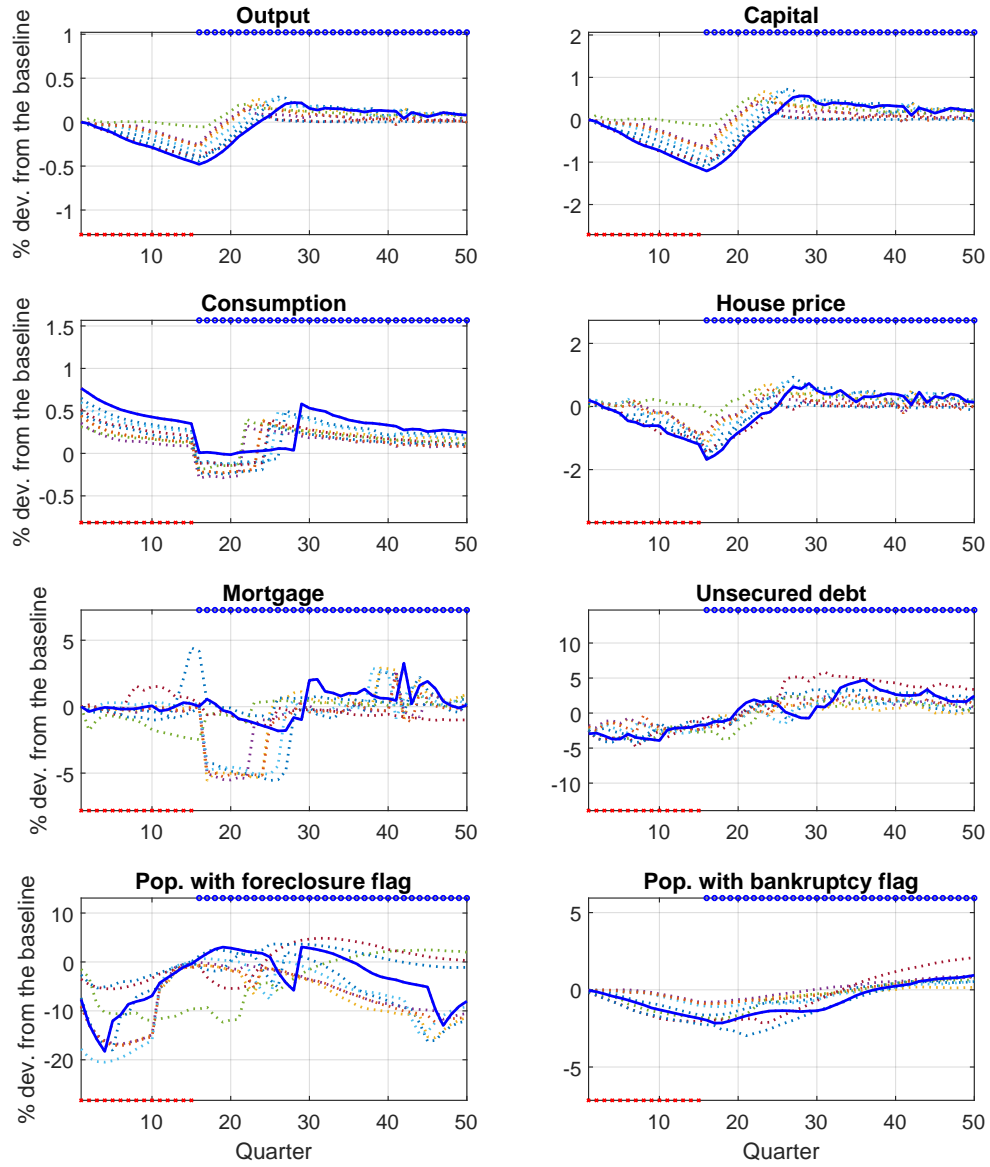 Output
Capital
% dev. from the baseline
1
0.5
0
-0.5
-1
10 20 30 40 50
2
1
0
-1
-2
10 20 30 40 50
Consumption
House price
% dev. from the baseline
1.5
1
0.5
0
-0.5
10 20 30 40 50
2
0
-2
10 20 30 40 50
Mortgage
Unsecured debt
% dev. from the baseline
5
0
-5
10 20 30 40 50
10
5
0
-5
-10
10 20 30 40 50
Pop. with foreclosure flag
Pop. with bankruptcy flag
% dev. from the baseline
10
0
-10
-20
10 20 30 40 50
Quarter
5
0
-5
10 20 30 40 50
Quarter